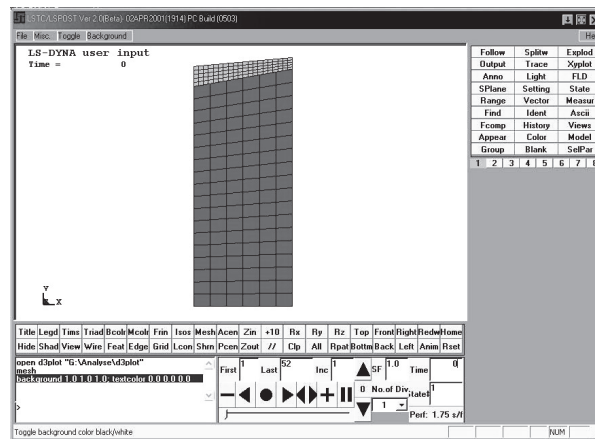 LSTC/LSPOST Ver 2.0(Beta) 02APR2001(1914) PC Build (0503)
File Misc. Toggle Background He
LS-DYNA user input
Time = 0
Follow Splitw Explod
Output Trace Xyplot
Anno Light FLD
SPlane Setting State
Range Vector Measur
Find Ident Ascii
Fcomp History Views
Appear Color Model
Group Blank SelPar
1 2 3 4 5 6 7 8
Y
X
Title Legd Tims Triad Bcolr Mcolr Frin Isos Mesh Acen Zin +10 Rx Ry Rz Top Front Right Redw Home
Hide Shad View Wire Feat Edge Grid Lcon Shrn Pcen Zout // Clp All Rpat Bottm Back Left Anim Rset
open d3plot "G:\Analyse\d3plot"
mesh
background 1.0 1.0 1.0; textcolor 0.0 0.0 0.0
>
First 1 Last 52 Inc 1 SF 1.0 Time 0
0 No.of Div. State# 1
1
Perf: 1.75 s/f
Toggle background color black/white NUM